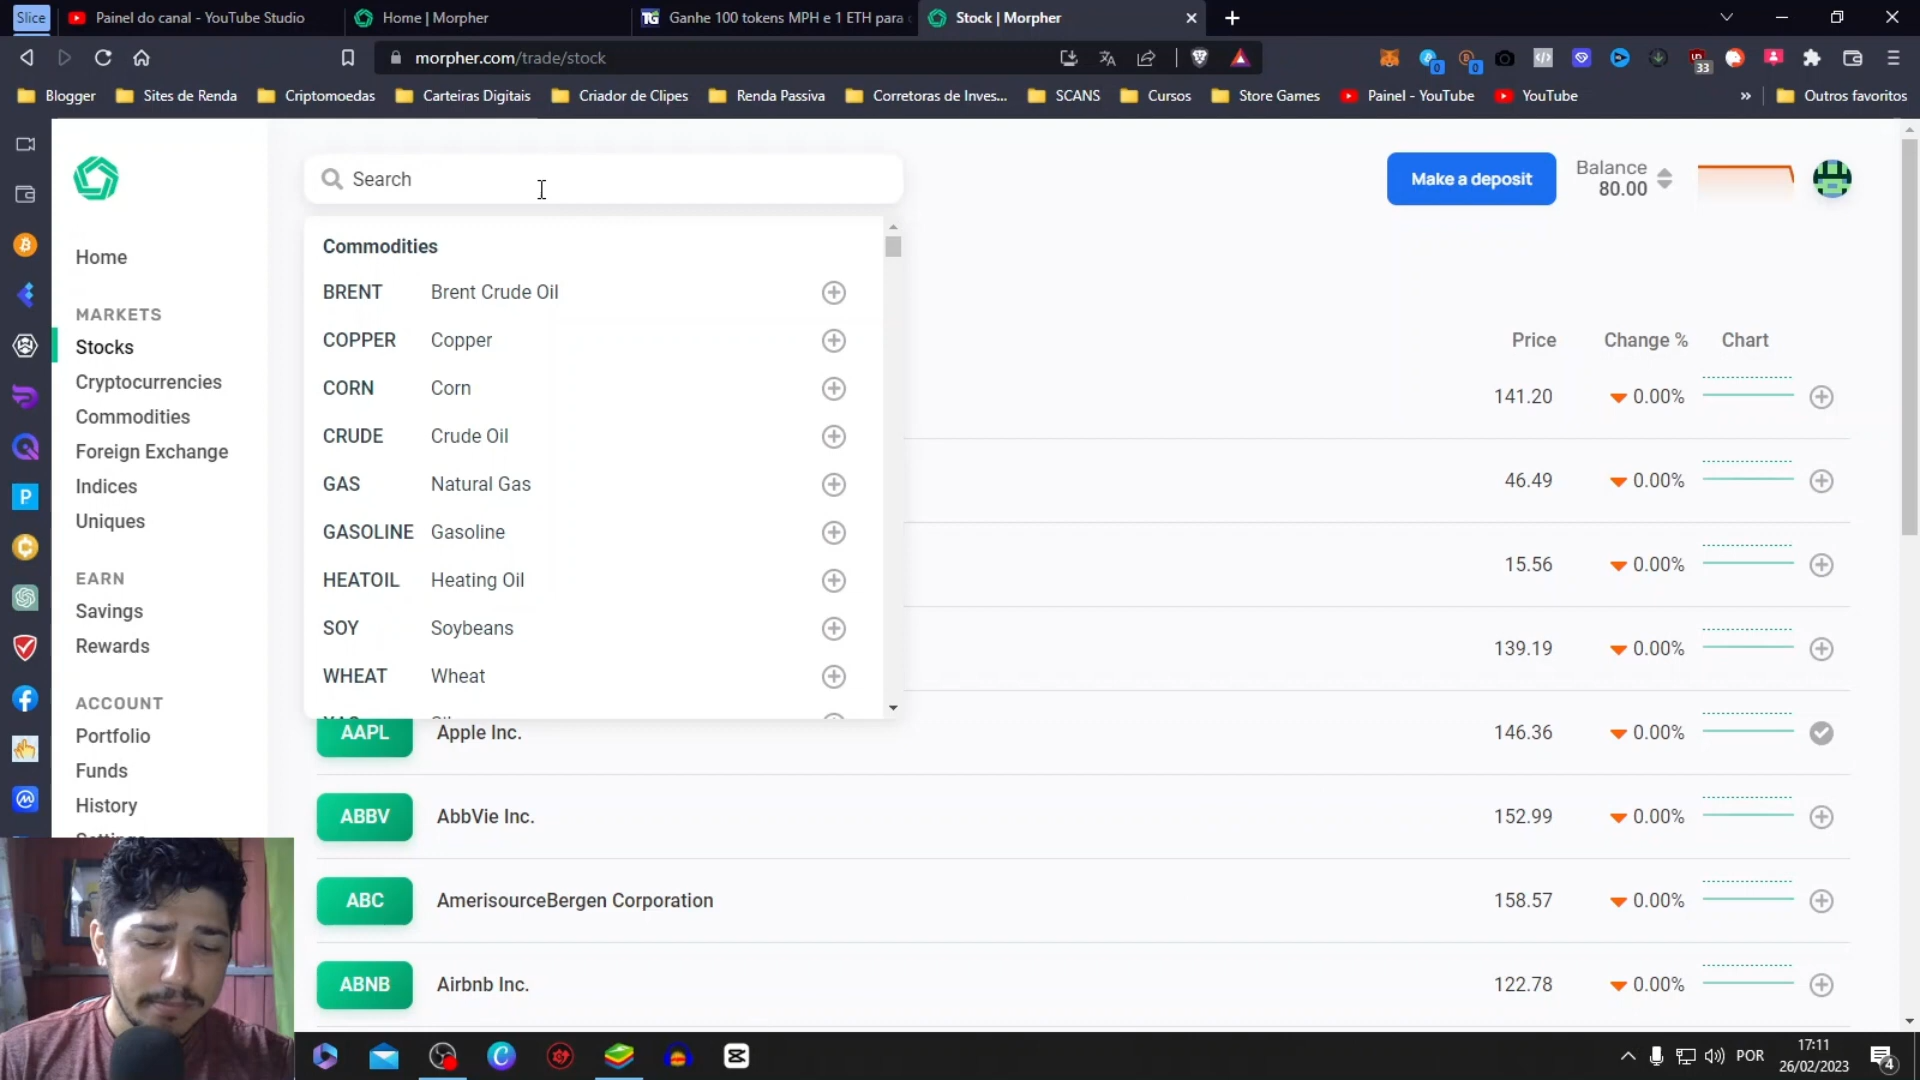 Slice
Painel do canal - YouTube Studio
Home | Morpher
Ganhe 100 tokens MPH e 1 ETH para
Stock | Morpher
morpher.com/trade/stock
0
0
33
Blogger
Sites de Renda
Criptomoedas
Carteiras Digitais
Criador de Clipes
Renda Passiva
Corretoras de Inves...
SCANS
Cursos
Store Games
Painel - YouTube
YouTube
»
Outros favoritos
Search
Make a deposit
Balance
80.00
Home
MARKETS
Stocks
Cryptocurrencies
Commodities
Foreign Exchange
Indices
Uniques
EARN
Savings
Rewards
ACCOUNT
Portfolio
Funds
History
Commodities
BRENT Brent Crude Oil
COPPER Copper
CORN Corn
CRUDE Crude Oil
GAS Natural Gas
GASOLINE Gasoline
HEATOIL Heating Oil
SOY Soybeans
WHEAT Wheat
Price Change % Chart
141.20 0.00%
46.49 0.00%
15.56 0.00%
139.19 0.00%
AAPL Apple Inc. 146.36 0.00%
ABBV AbbVie Inc. 152.99 0.00%
ABC AmerisourceBergen Corporation 158.57 0.00%
ABNB Airbnb Inc. 122.78 0.00%
POR
17:11
26/02/2023
4